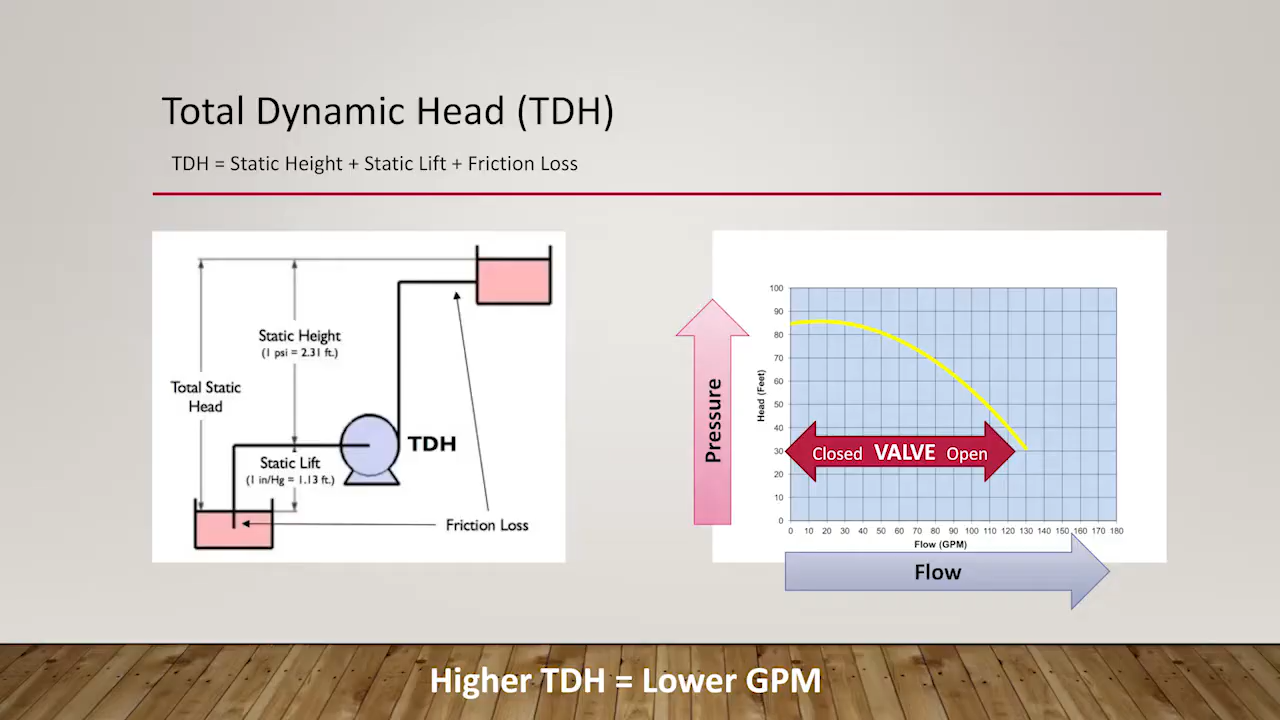 Total Dynamic Head (TDH)
TDH = Static Height + Static Lift + Friction Loss
Static Height
(1 psi = 2.31 ft.)
Total Static
Head
TDH
Static Lift
(1 in/Hg = 1.13 ft.)
Friction Loss
Pressure
Head (Feet)
100
90
80
70
60
50
40
30
20
10
0
Closed VALVE Open
0 10 20 30 40 50 60 70 80 90 100 110 120 130 140 150 160 170 180
Flow (GPM)
Flow
Higher TDH = Lower GPM